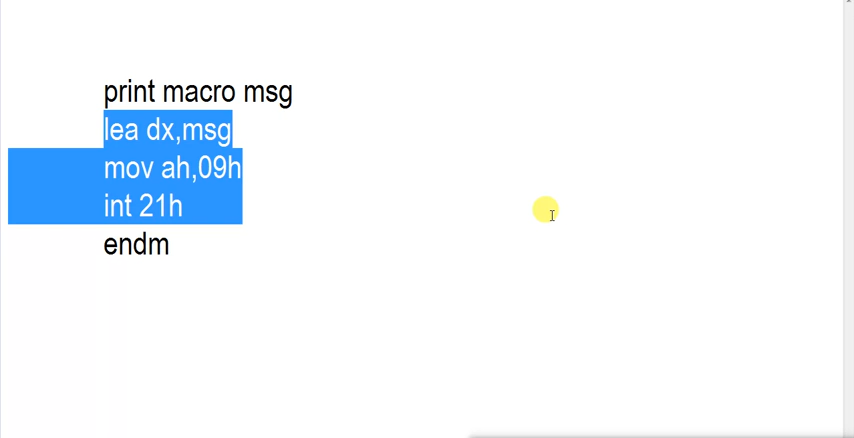 print macro msg
lea dx,msg
mov ah,09h
int 21h
endm